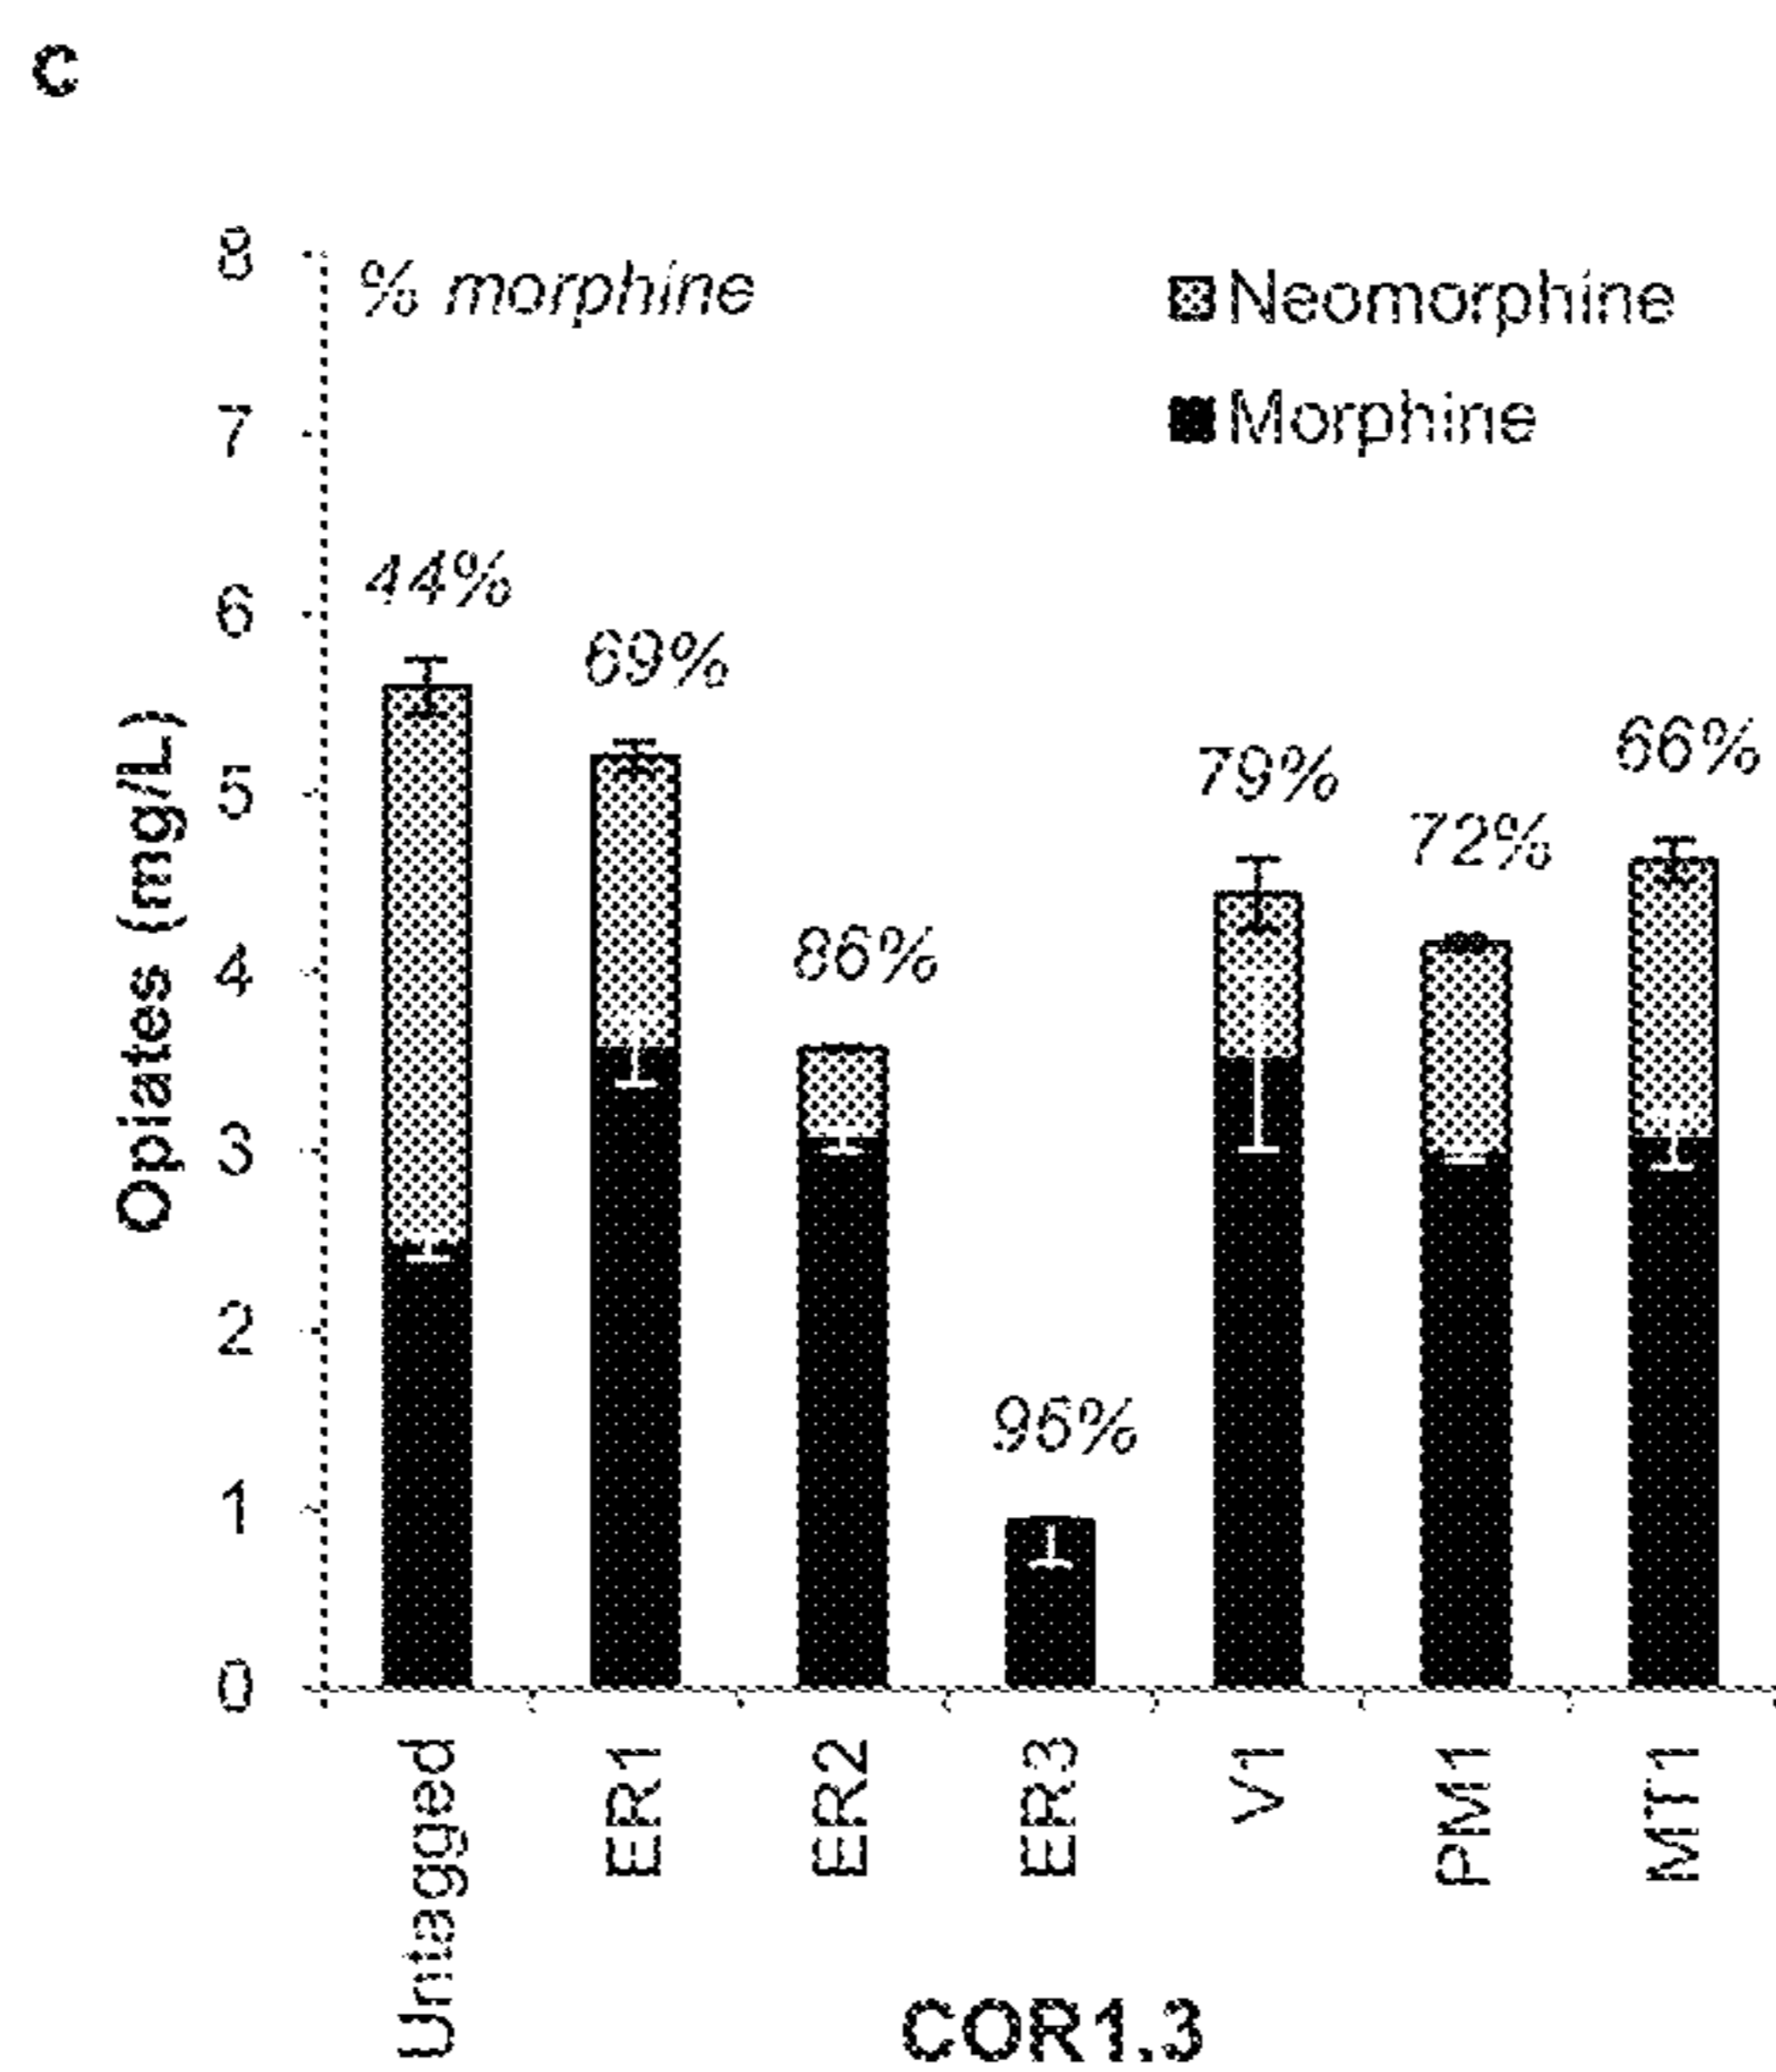 c
8
% morphine
Neomorphine
7
Morphine
44%
6
69%
Opiates (mg/L)
5
79%
72%
66%
4
86%
3
2
1
0
Untagged
ER1
ER2
ER3
V1
PM1
MT1
COR1.3